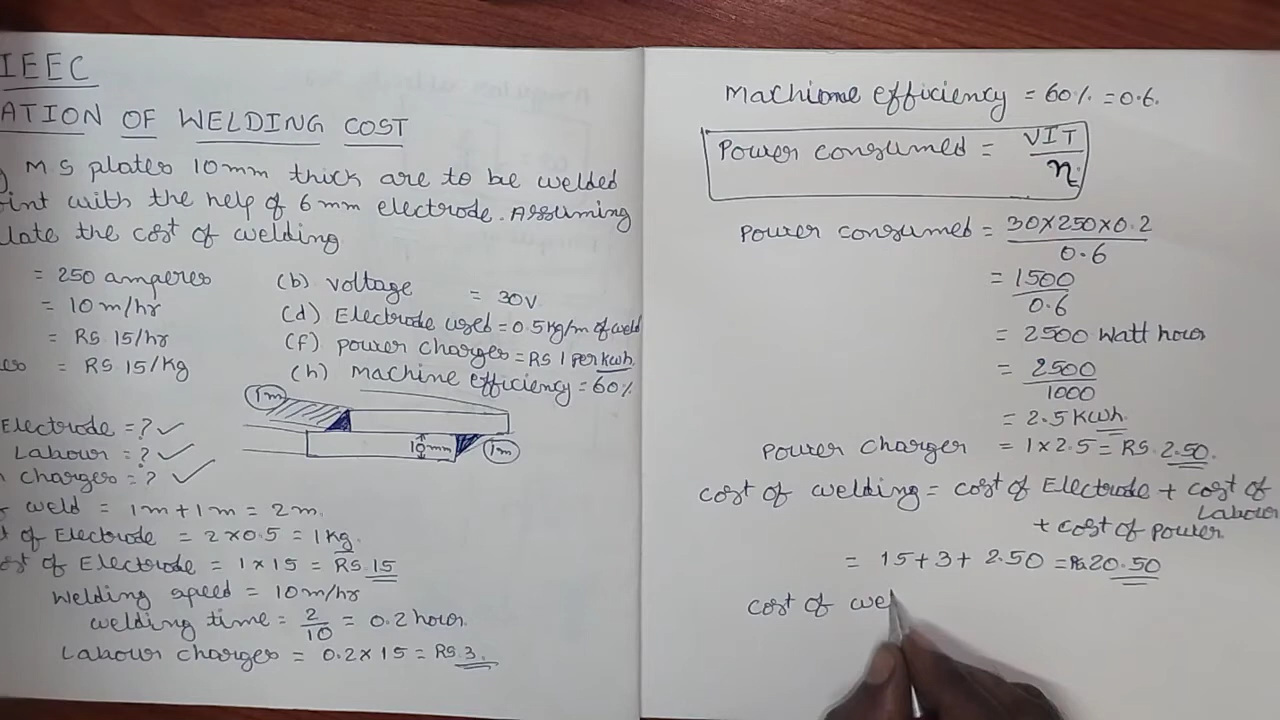 IEEC
ATION OF WELDING COST
M S plates 10mm thick are to be welded
int with the help of 6mm electrode. Assuming
late the cost of welding.
= 250 amperes (b) voltage = 30V
= 10m/hr (d) Electrode used = 0.5kg/m of weld
= RS 15/hr (f) power charges = RS 1 per kwh.
= RS 15/kg (h) machine efficiency = 60%
1m
10mm
1m
Electrode = ? ✓
Labour = ? ✓
charges = ? ✓
weld = 1m + 1m = 2m.
t of Electrode = 2×0.5 = 1kg.
ost of Electrode = 1×15 = RS.15
welding speed = 10m/hr
welding time = 2/10 = 0.2 hours.
Labour charges = 0.2×15 = RS.3.
Machine efficiency = 60% = 0.6.
Power consumed = VIT/η
Power consumed = 30×250×0.2/0.6
= 1500/0.6
= 2500 Watt hour
= 2500/1000
= 2.5 kwh.
Power charges = 1×2.5 = RS.2.50.
cost of welding = cost of Electrode + cost of
Labour
+ cost of power
= 15+3+2.50 = Rs.20.50
cost of we